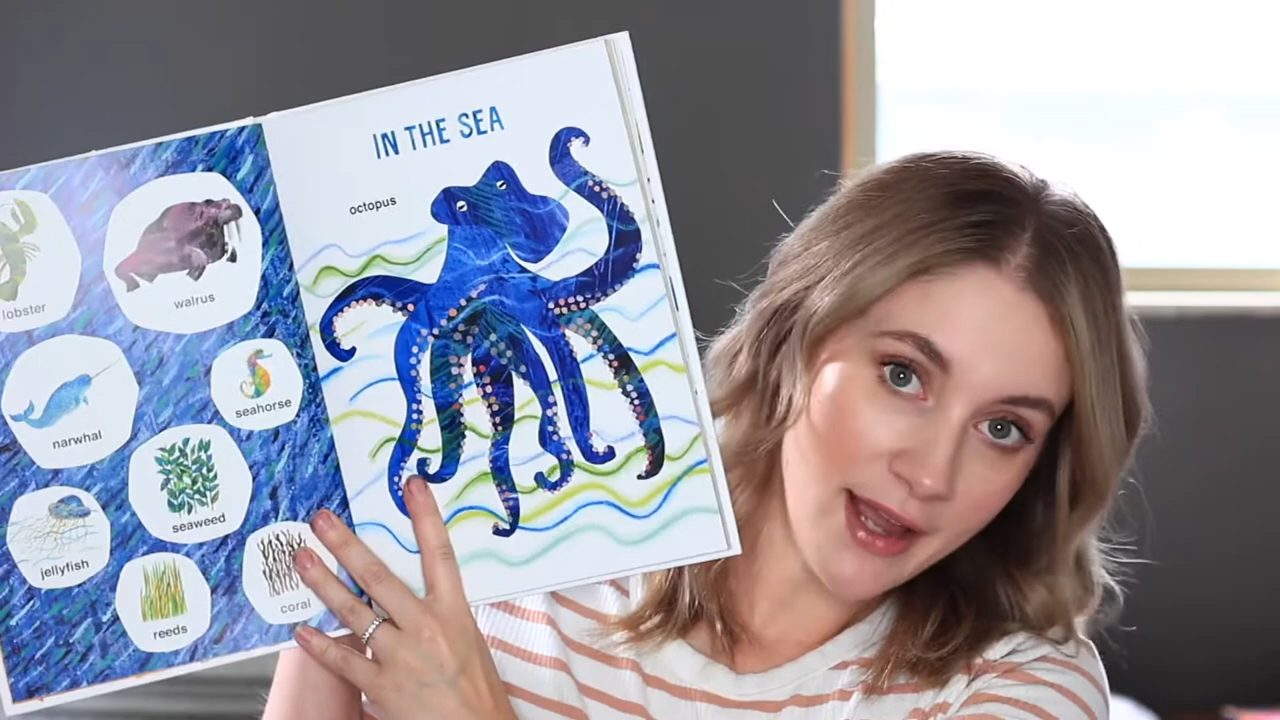 lobster
walrus
narwhal
seahorse
seaweed
jellyfish
reeds
coral
IN THE SEA
octopus